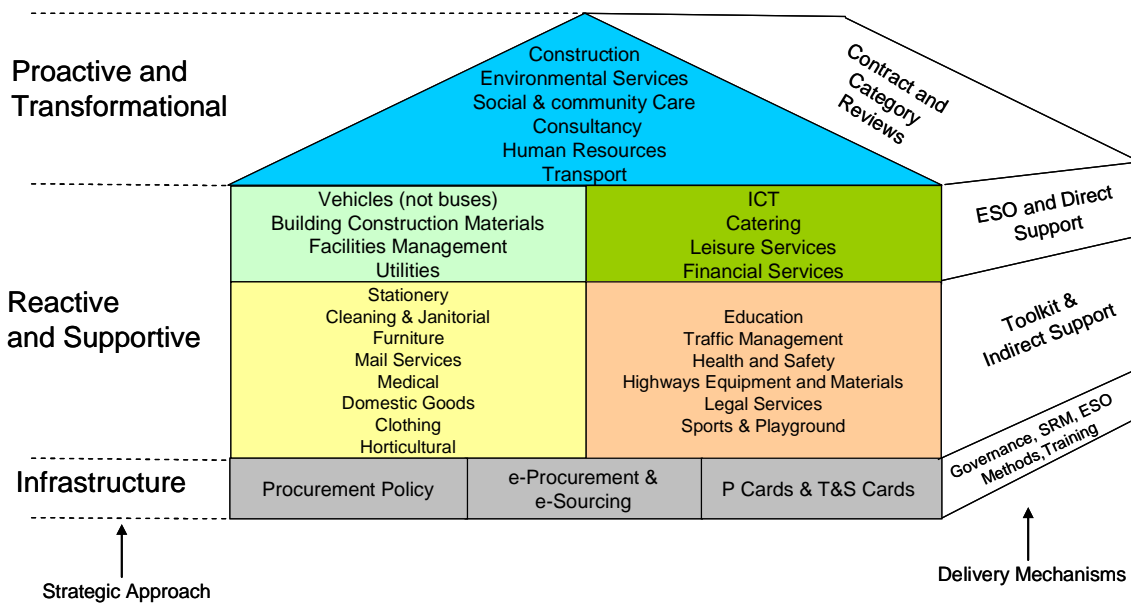 Proactive and
Transformational
Construction
Environmental Services
Social & community Care
Consultancy
Human Resources
Transport
Contract and
Category
Reviews
Vehicles (not buses)
Building Construction Materials
Facilities Management
Utilities
ICT
Catering
Leisure Services
Financial Services
ESO and Direct
Support
Reactive
and Supportive
Stationery
Cleaning & Janitorial
Furniture
Mail Services
Medical
Domestic Goods
Clothing
Horticultural
Education
Traffic Management
Health and Safety
Highways Equipment and Materials
Legal Services
Sports & Playground
Toolkit &
Indirect Support
Infrastructure
Procurement Policy
e-Procurement &
e-Sourcing
P Cards & T&S Cards
Governance, SRM, ESO
Methods,Training
Strategic Approach
Delivery Mechanisms